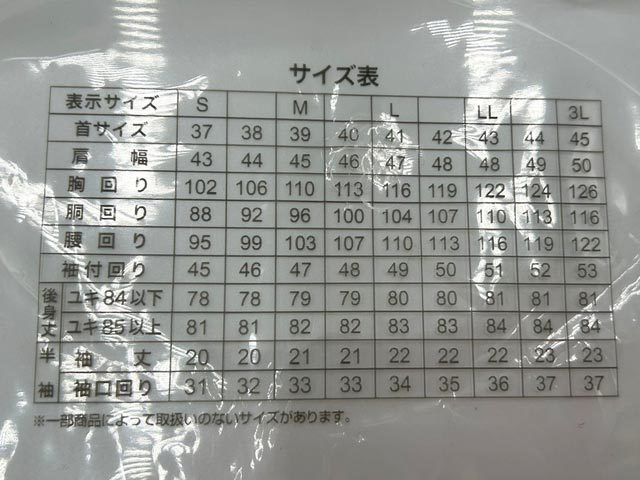 サイズ表
表示サイズ S M L LL 3L
首サイズ 37 38 39 40 41 42 43 44 45
肩幅 43 44 45 46 47 48 48 49 50
胸回り 102 106 110 113 116 119 122 124 126
胴回り 88 92 96 100 104 107 110 113 116
腰回り 95 99 103 107 110 113 116 119 122
袖付回り 45 46 47 48 49 50 51 52 53
後身丈 ユキ84以下 78 78 79 79 80 80 81 81 81
ユキ85以上 81 81 82 82 83 83 84 84 84
半袖 袖丈 20 20 21 21 22 22 22 23 23
袖口回り 31 32 33 33 34 35 36 37 37
※一部商品によって取扱いのないサイズがあります。